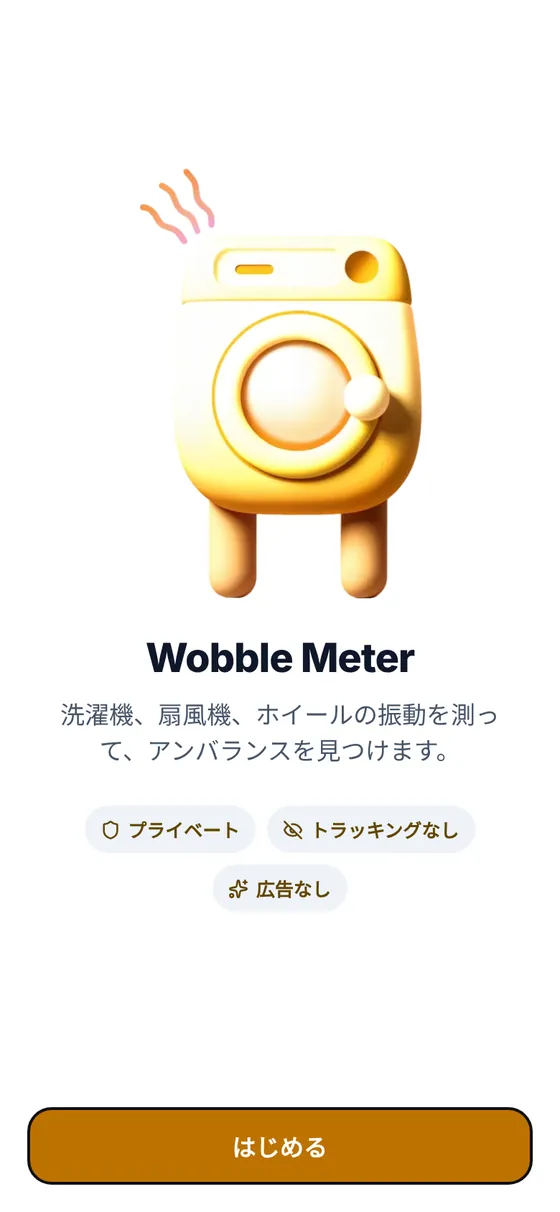 Wobble Meter
洗濯機、扇風機、ホイールの振動を測っ
て、アンバランスを見つけます。
プライベート
トラッキングなし
広告なし
はじめる